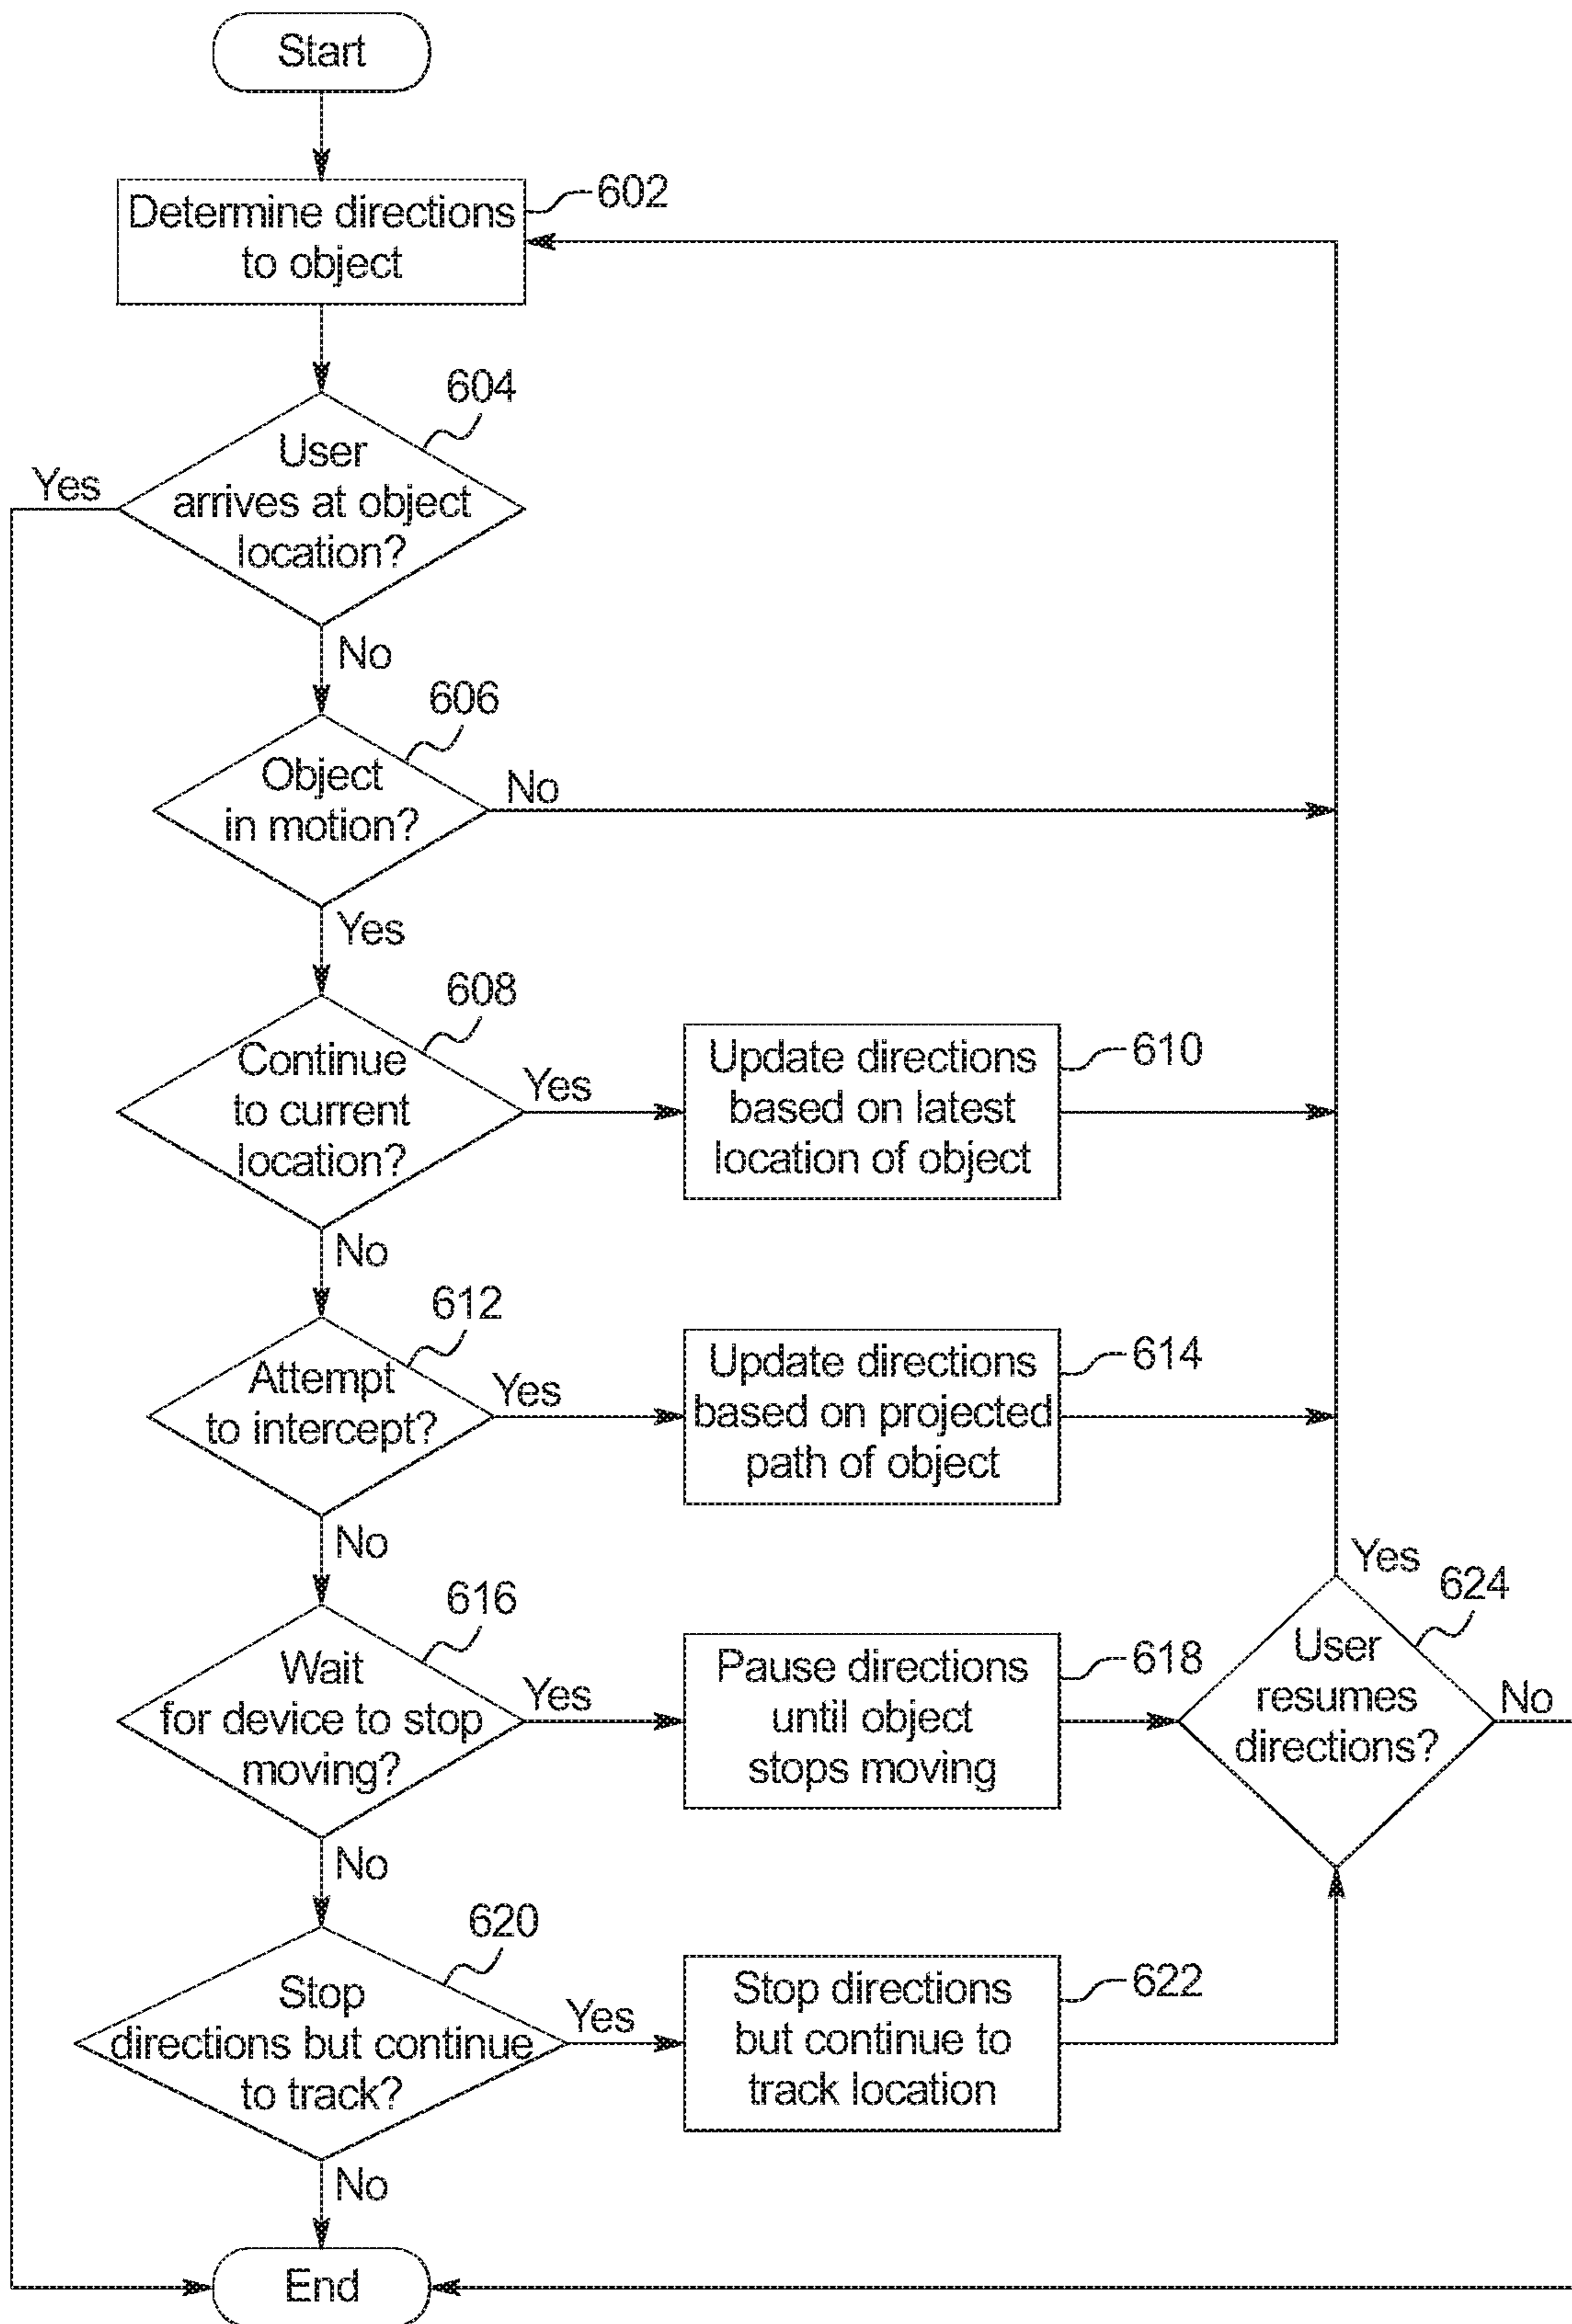 Start
Determine directions
to object
602
User
arrives at object
location?
604
Yes
No
Object
in motion?
606
No
Yes
Continue
to current
location?
608
Yes
Update directions
based on latest
location of object
610
No
Attempt
to intercept?
612
Yes
Update directions
based on projected
path of object
614
No
Wait
for device to stop
moving?
616
Yes
Pause directions
until object
stops moving
618
User
resumes
directions?
624
Yes
No
No
Stop
directions but continue
to track?
620
Yes
Stop directions
but continue to
track location
622
No
End